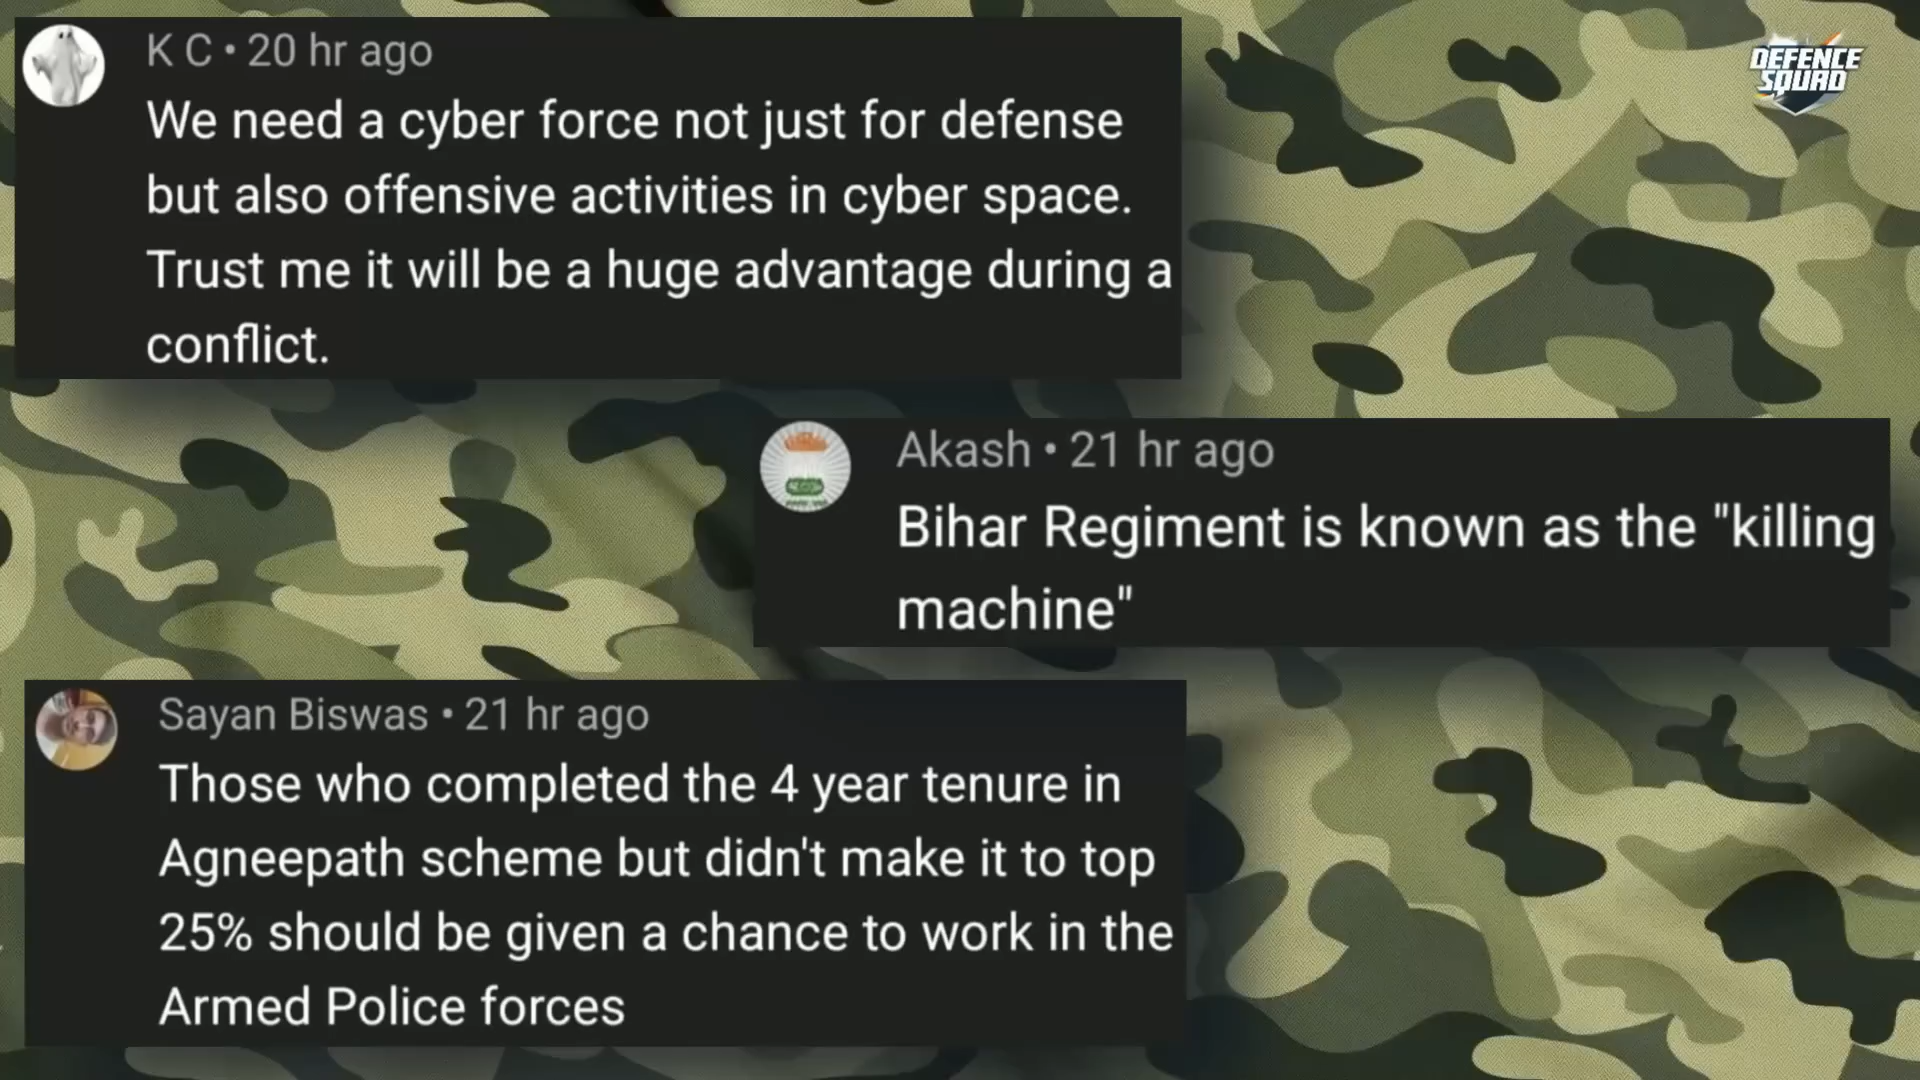 K C • 20 hr ago
We need a cyber force not just for defense
but also offensive activities in cyber space.
Trust me it will be a huge advantage during a
conflict.
DEFENCE
SQUAD
Akash • 21 hr ago
Bihar Regiment is known as the "killing
machine"
Sayan Biswas • 21 hr ago
Those who completed the 4 year tenure in
Agneepath scheme but didn't make it to top
25% should be given a chance to work in the
Armed Police forces